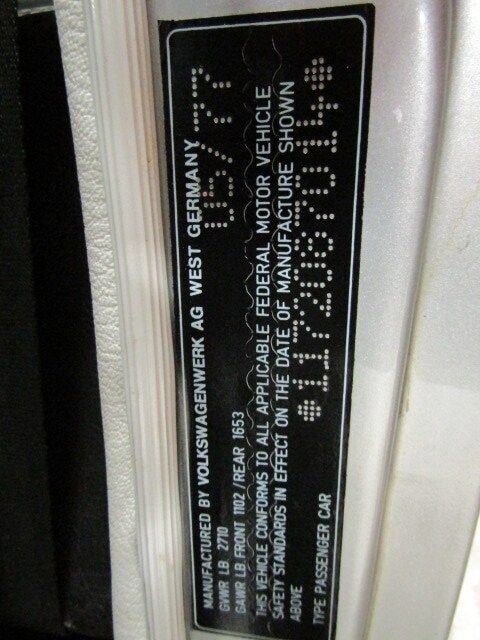 MANUFACTURED BY VOLKSWAGENWERK AG WEST GERMANY
GVWR LB 2710 05/77
GAWR LB FRONT 1102 / REAR 1653
THIS VEHICLE CONFORMS TO ALL APPLICABLE FEDERAL MOTOR VEHICLE
SAFETY STANDARDS IN EFFECT ON THE DATE OF MANUFACTURE SHOWN
ABOVE *1172087014*
TYPE PASSENGER CAR